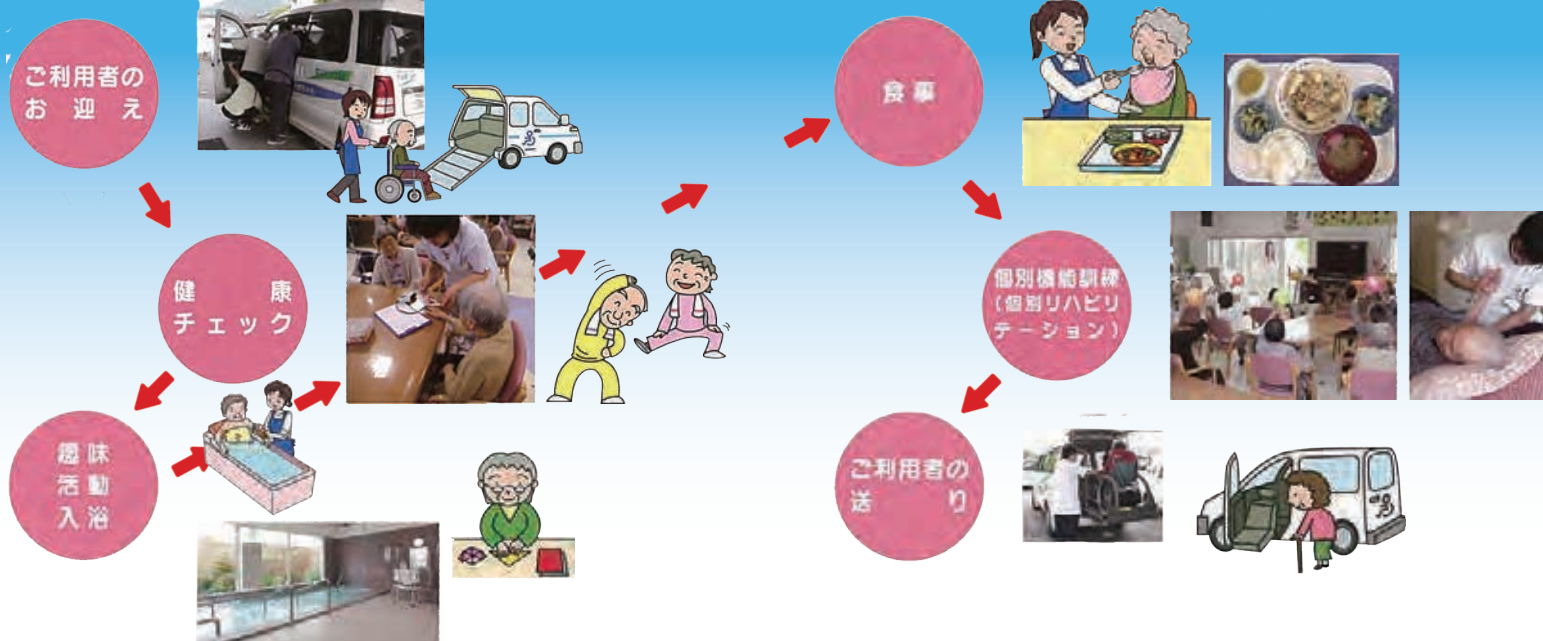 ご利用者の
お迎え
健康
チェック
趣味
活動
入浴
食事
個別機能訓練
(個別リハビリ
テーション)
ご利用者の
送り